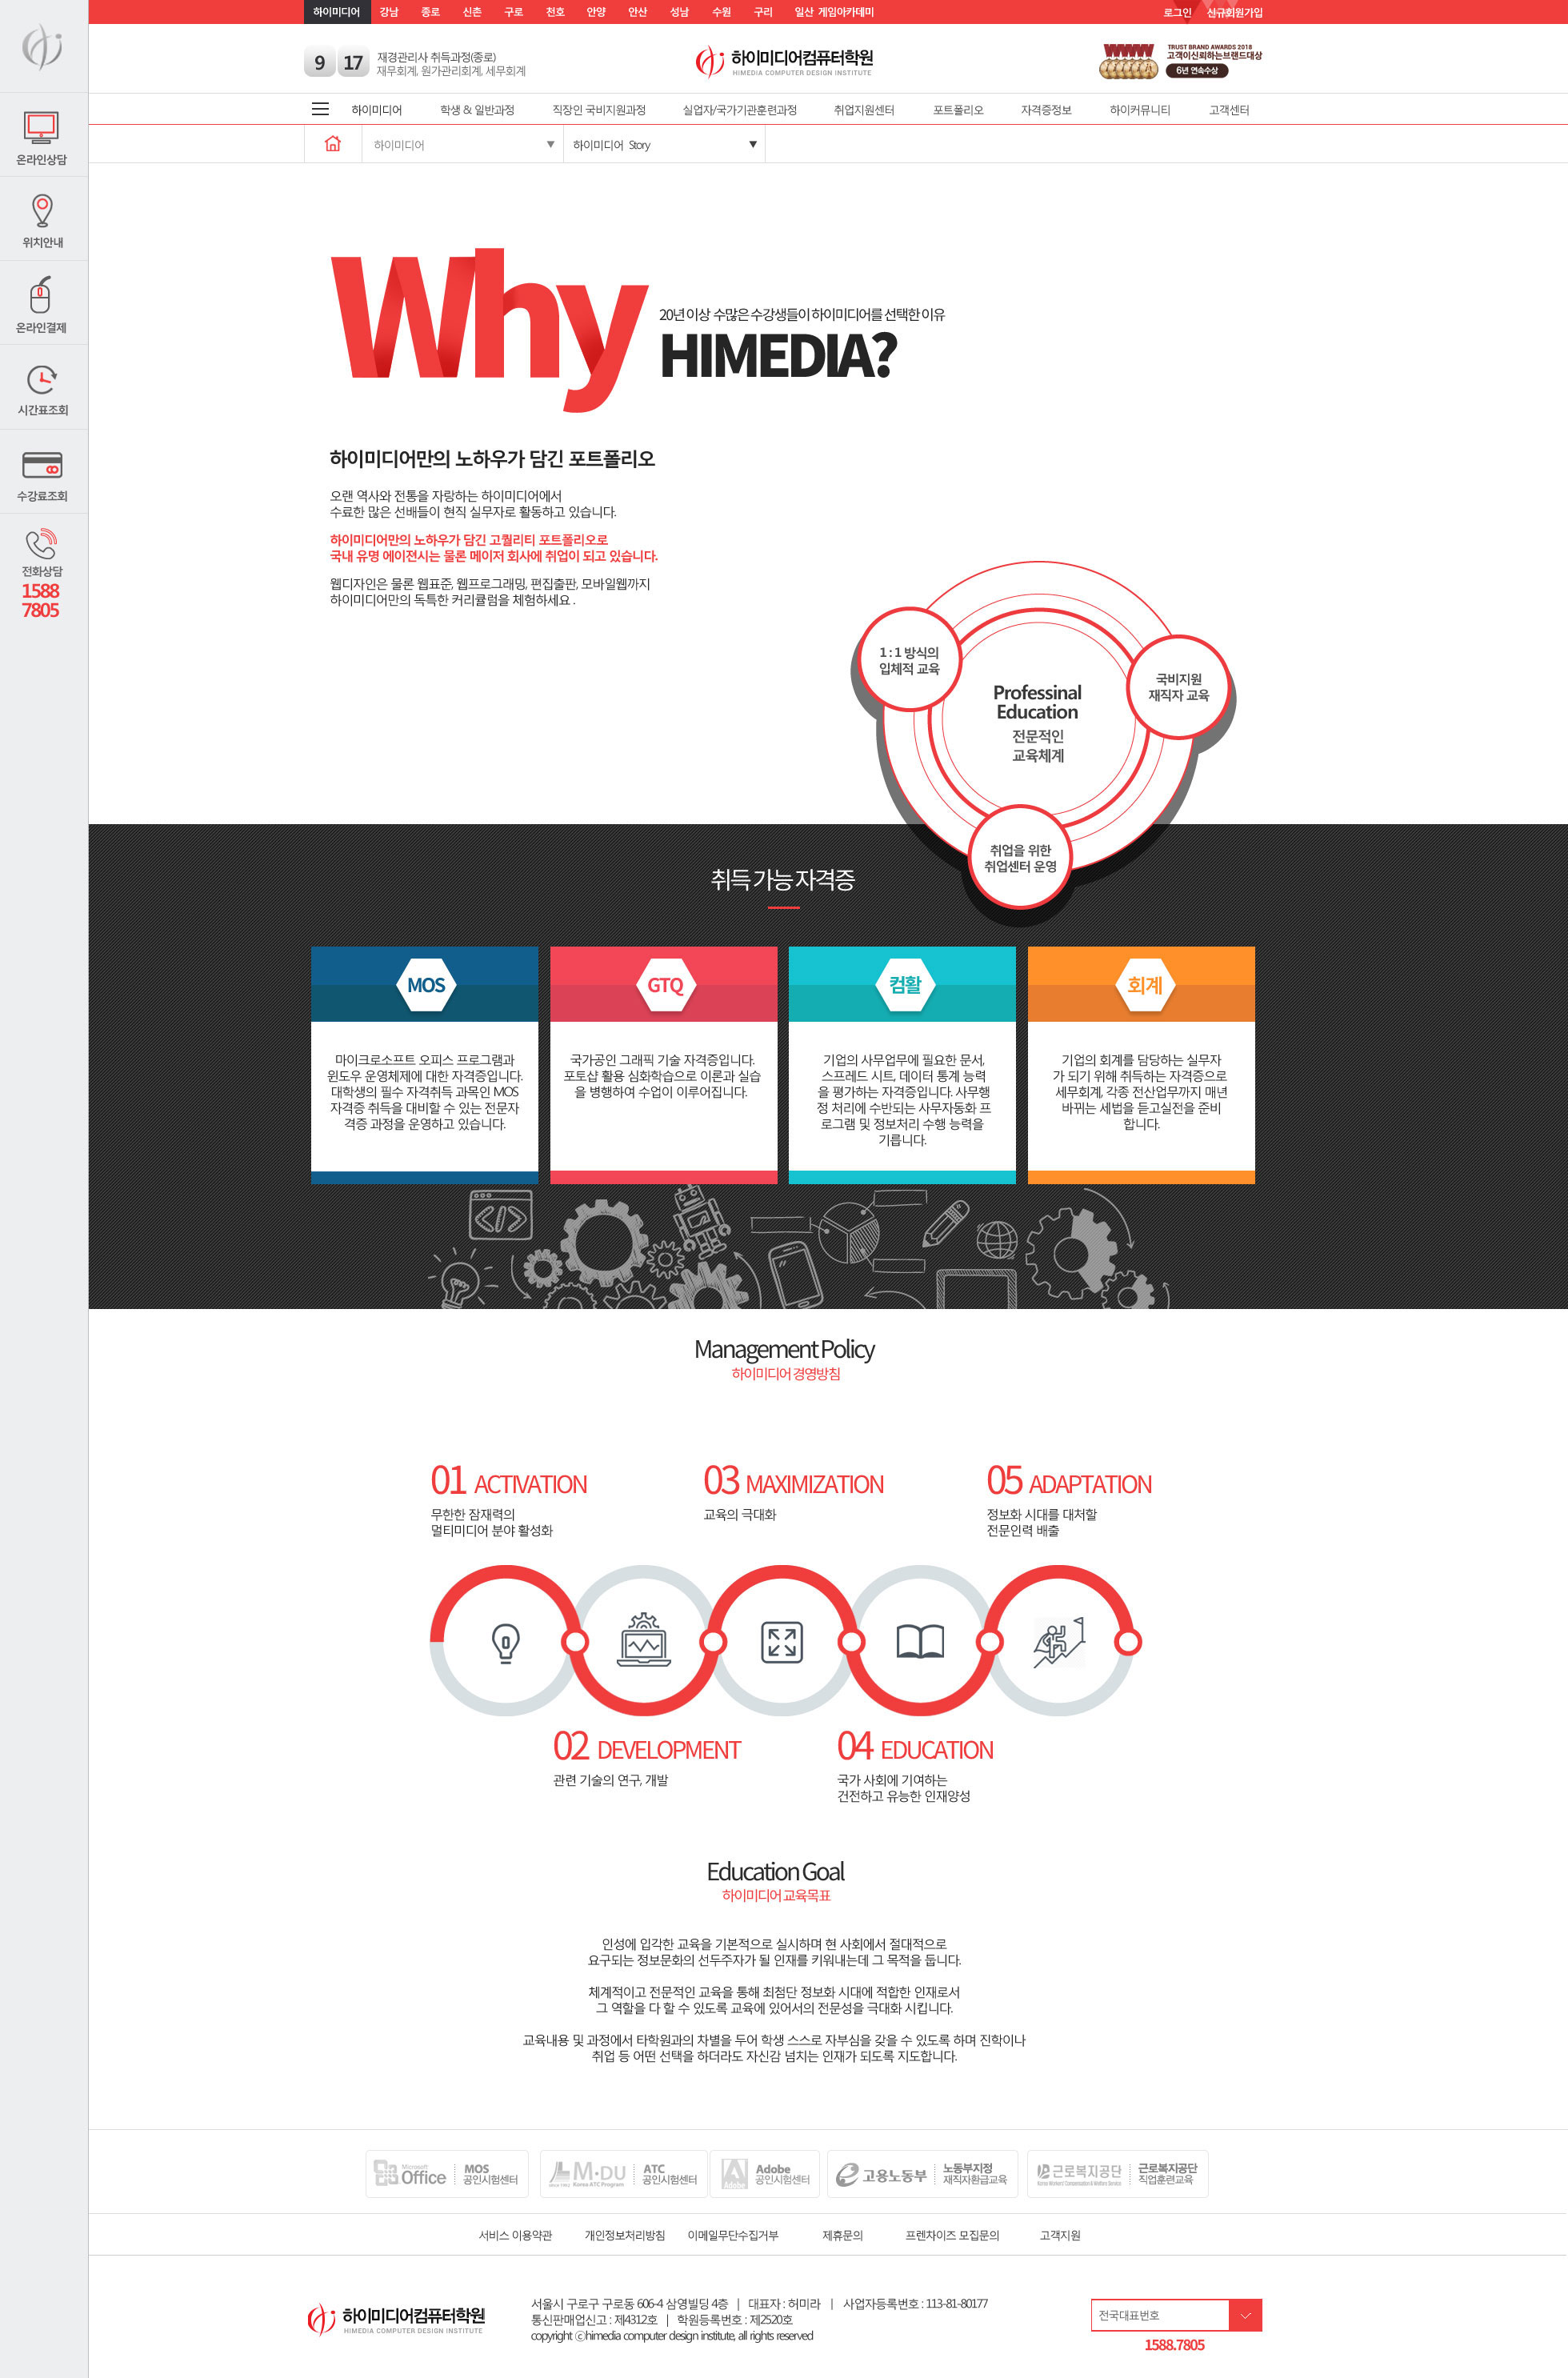 하이미디어 강남 종로 신촌 구로 천호 안양 안산 성남 수원 구리 일산 게임아카데미
로그인 신규회원가입
9 17
재경관리사 취득과정(종로)
재무회계, 원가관리회계, 세무회계
하이미디어컴퓨터학원
HIMEDIA COMPUTER DESIGN INSTITUTE
TRUST BRAND AWARDS 2018
고객이신뢰하는브랜드대상
6년 연속수상
하이미디어 학생 & 일반과정 직장인 국비지원과정 실업자/국가기관훈련과정 취업지원센터 포트폴리오 자격증정보 하이커뮤니티 고객센터
하이미디어 ▼ 하이미디어 Story ▼
온라인상담
위치안내
온라인결제
시간표조회
수강료조회
전화상담
1588
7805
Why
20년 이상 수많은 수강생들이 하이미디어를 선택한 이유
HIMEDIA?
하이미디어만의 노하우가 담긴 포트폴리오
오랜 역사와 전통을 자랑하는 하이미디어에서
수료한 많은 선배들이 현직 실무자로 활동하고 있습니다.
하이미디어만의 노하우가 담긴 고퀄리티 포트폴리오로
국내 유명 에이젼시는 물론 메이저 회사에 취업이 되고 있습니다.
웹디자인은 물론 웹표준, 웹프로그래밍, 편집출판, 모바일웹까지
하이미디어만의 독특한 커리큘럼을 체험하세요 .
1 : 1 방식의
입체적 교육
국비지원
재직자 교육
Professinal
Education
전문적인
교육체계
취업을 위한
취업센터 운영
취득 가능 자격증
MOS
마이크로소프트 오피스 프로그램과
윈도우 운영체제에 대한 자격증입니다.
대학생의 필수 자격취득 과목인 MOS
자격증 취득을 대비할 수 있는 전문자
격증 과정을 운영하고 있습니다.
GTQ
국가공인 그래픽 기술 자격증입니다.
포토샵 활용 심화학습으로 이론과 실습
을 병행하여 수업이 이루어집니다.
컴활
기업의 사무업무에 필요한 문서,
스프레드 시트, 데이터 통계 능력
을 평가하는 자격증입니다. 사무행
정 처리에 수반되는 사무자동화 프
로그램 및 정보처리 수행 능력을
기릅니다.
회계
기업의 회계를 담당하는 실무자
가 되기 위해 취득하는 자격증으로
세무회계, 각종 전산업무까지 매년
바뀌는 세법을 듣고실전을 준비
합니다.
Management Policy
하이미디어 경영방침
01 ACTIVATION
무한한 잠재력의
멀티미디어 분야 활성화
03 MAXIMIZATION
교육의 극대화
05 ADAPTATION
정보화 시대를 대처할
전문인력 배출
02 DEVELOPMENT
관련 기술의 연구, 개발
04 EDUCATION
국가 사회에 기여하는
건전하고 유능한 인재양성
Education Goal
하이미디어 교육목표
인성에 입각한 교육을 기본적으로 실시하며 현 사회에서 절대적으로
요구되는 정보문화의 선두주자가 될 인재를 키워내는데 그 목적을 둡니다.
체계적이고 전문적인 교육을 통해 최첨단 정보화 시대에 적합한 인재로서
그 역할을 다 할 수 있도록 교육에 있어서의 전문성을 극대화 시킵니다.
교육내용 및 과정에서 타학원과의 차별을 두어 학생 스스로 자부심을 갖을 수 있도록 하며 진학이나
취업 등 어떤 선택을 하더라도 자신감 넘치는 인재가 되도록 지도합니다.
Microsoft
Office
MOS
공인시험센터
M·DU
Korea ATC Program
ATC
공인시험센터
Adobe
Adobe
공인시험센터
고용노동부
노동부지정
재직자환급교육
근로복지공단
근로복지공단
직업훈련교육
서비스 이용약관 개인정보처리방침 이메일무단수집거부 제휴문의 프렌차이즈 모집문의 고객지원
하이미디어컴퓨터학원
HIMEDIA COMPUTER DESIGN INSTITUTE
서울시 구로구 구로동 606-4 삼영빌딩 4층 | 대표자 : 허미라 | 사업자등록번호 : 113-81-80177
통신판매업신고 : 제4312호 | 학원등록번호 : 제2520호
copyright ⓒhimedia computer design institute, all rights reserved
전국대표번호
1588.7805